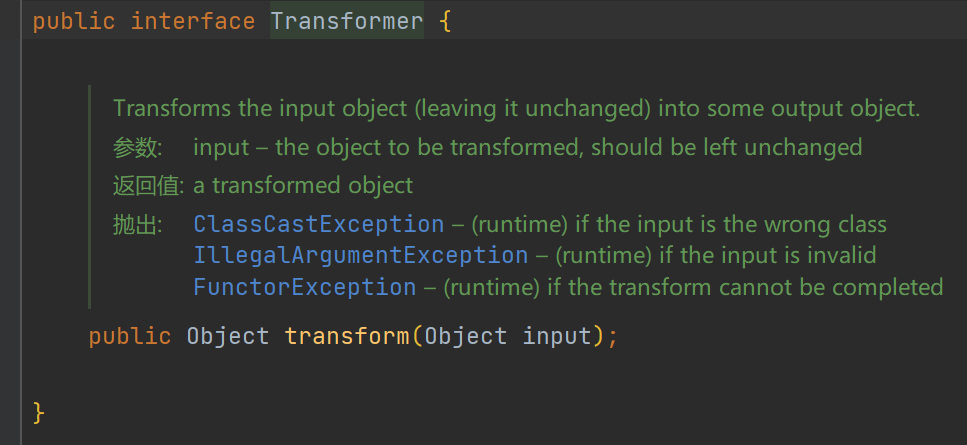 public interface Transformer {
Transforms the input object (leaving it unchanged) into some output object.
参数: input – the object to be transformed, should be left unchanged
返回值: a transformed object
抛出: ClassCastException – (runtime) if the input is the wrong class
IllegalArgumentException – (runtime) if the input is invalid
FunctorException – (runtime) if the transform cannot be completed
public Object transform(Object input);
}